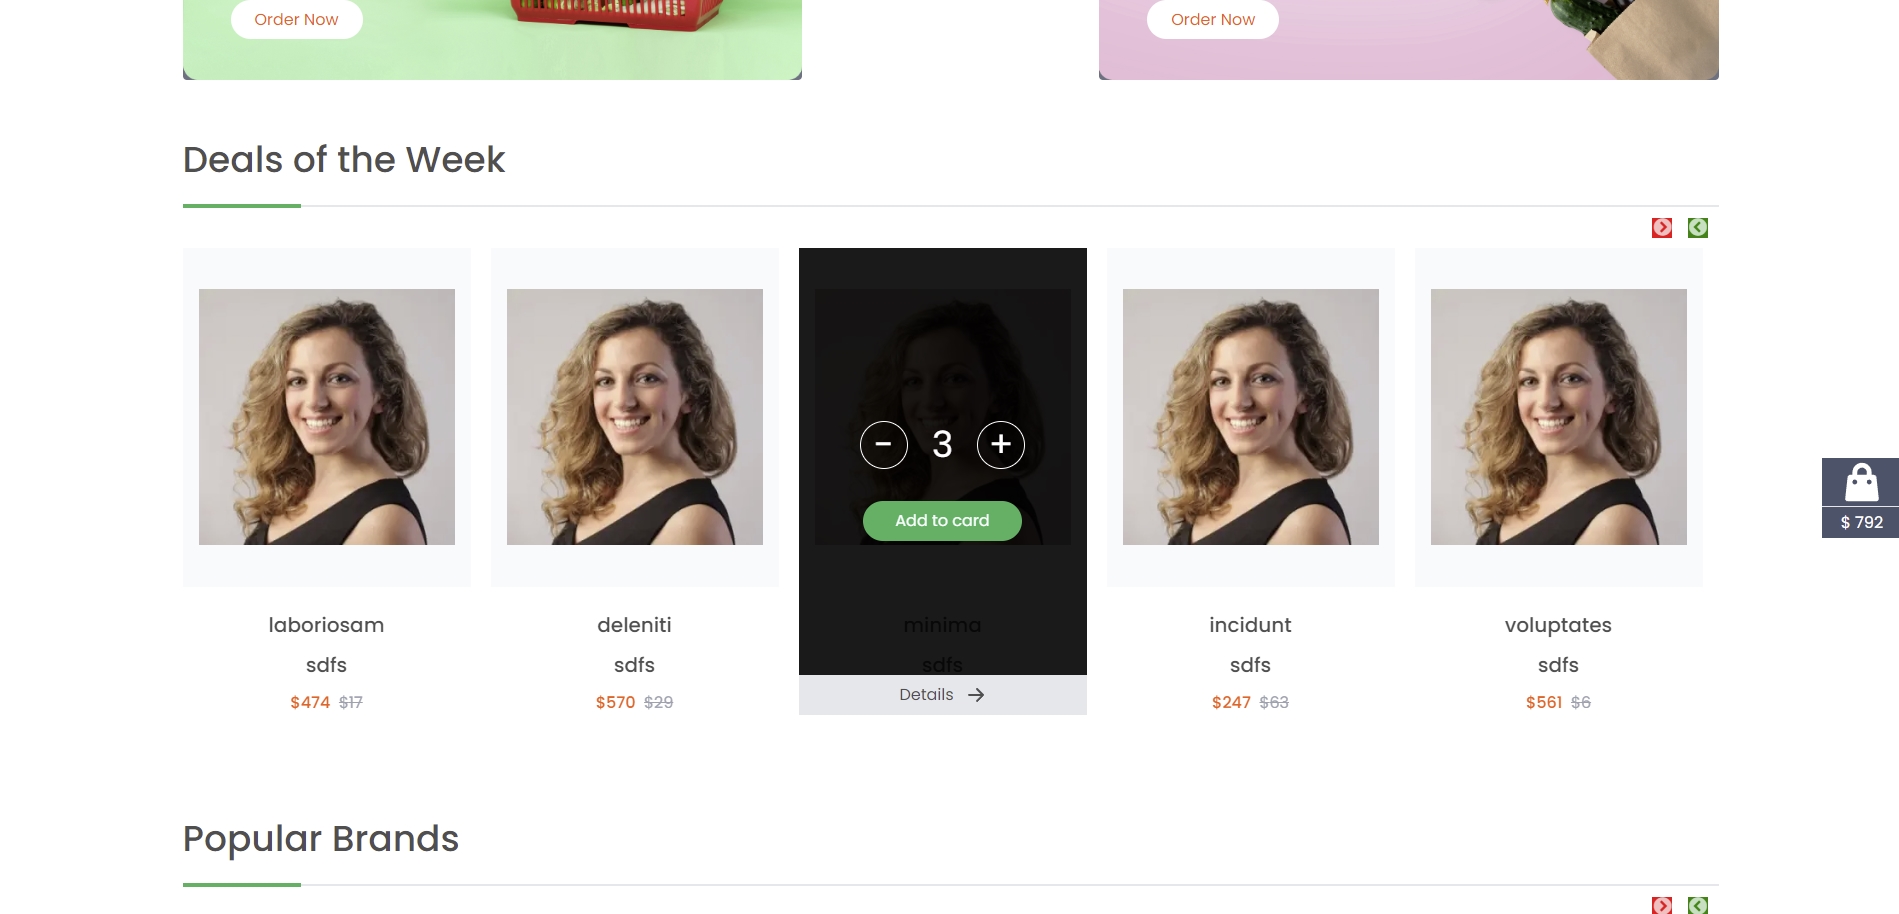 Order Now
Order Now
Deals of the Week
- 3 +
Add to card
$ 792
laboriosam
deleniti
minima
incidunt
voluptates
sdfs
sdfs
sdfs
sdfs
sdfs
$474 $17
$570 $29
Details
$247 $63
$561 $6
Popular Brands